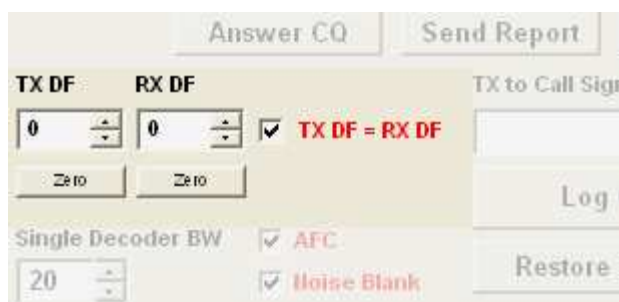 Answer CQ Send Report
TX DF RX DF TX to Call Sign
0 0 TX DF = RX DF
Zero Zero
Log
Single Decoder BW AFC
20 Noise Blank Restore